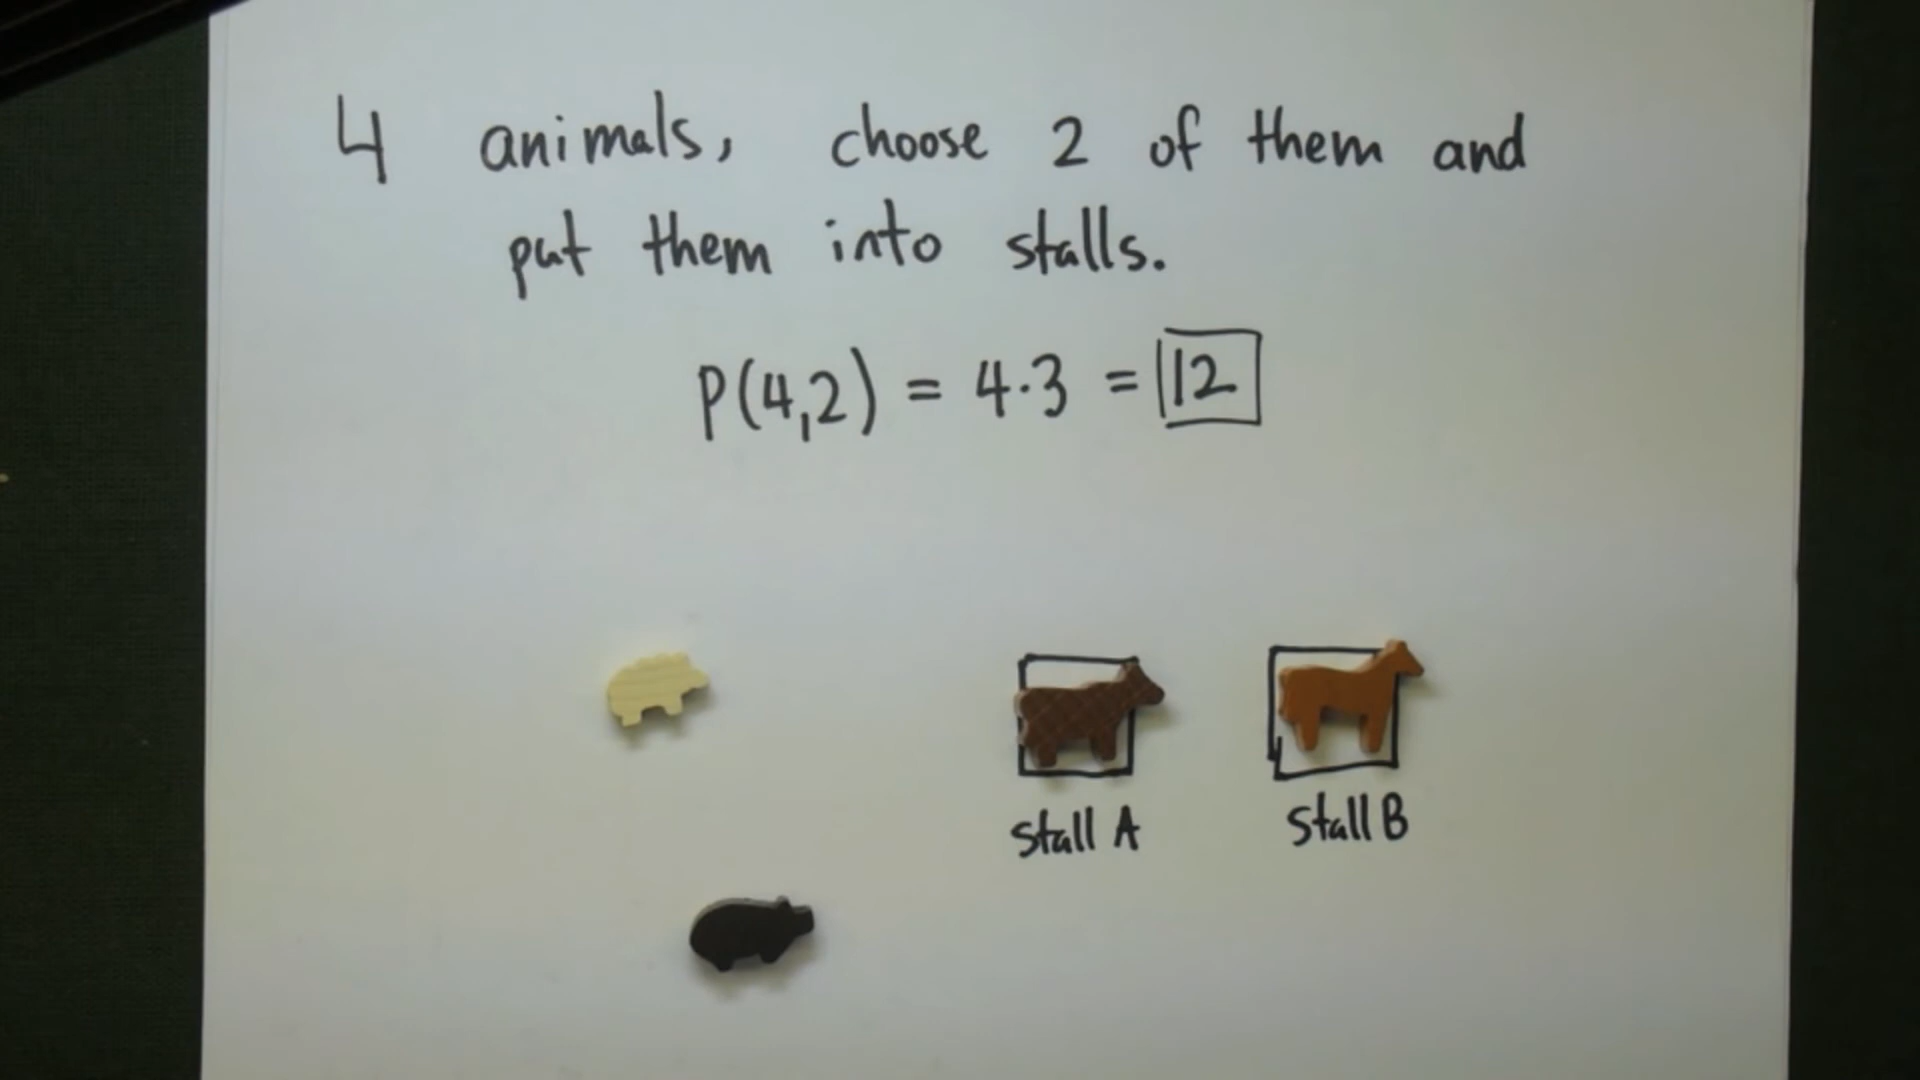 4 animals, choose 2 of them and
put them into stalls.
P(4,2) = 4·3 = 12
Stall A
Stall B